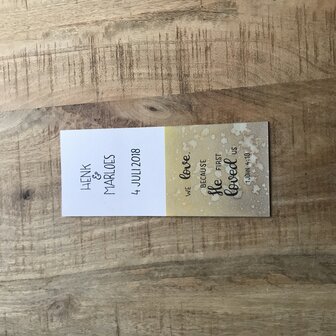 HENK
&
MARLOES
4 JULI 2018
WE love
BECAUSE
He FIRST
loved US
1 JOHN 4:19